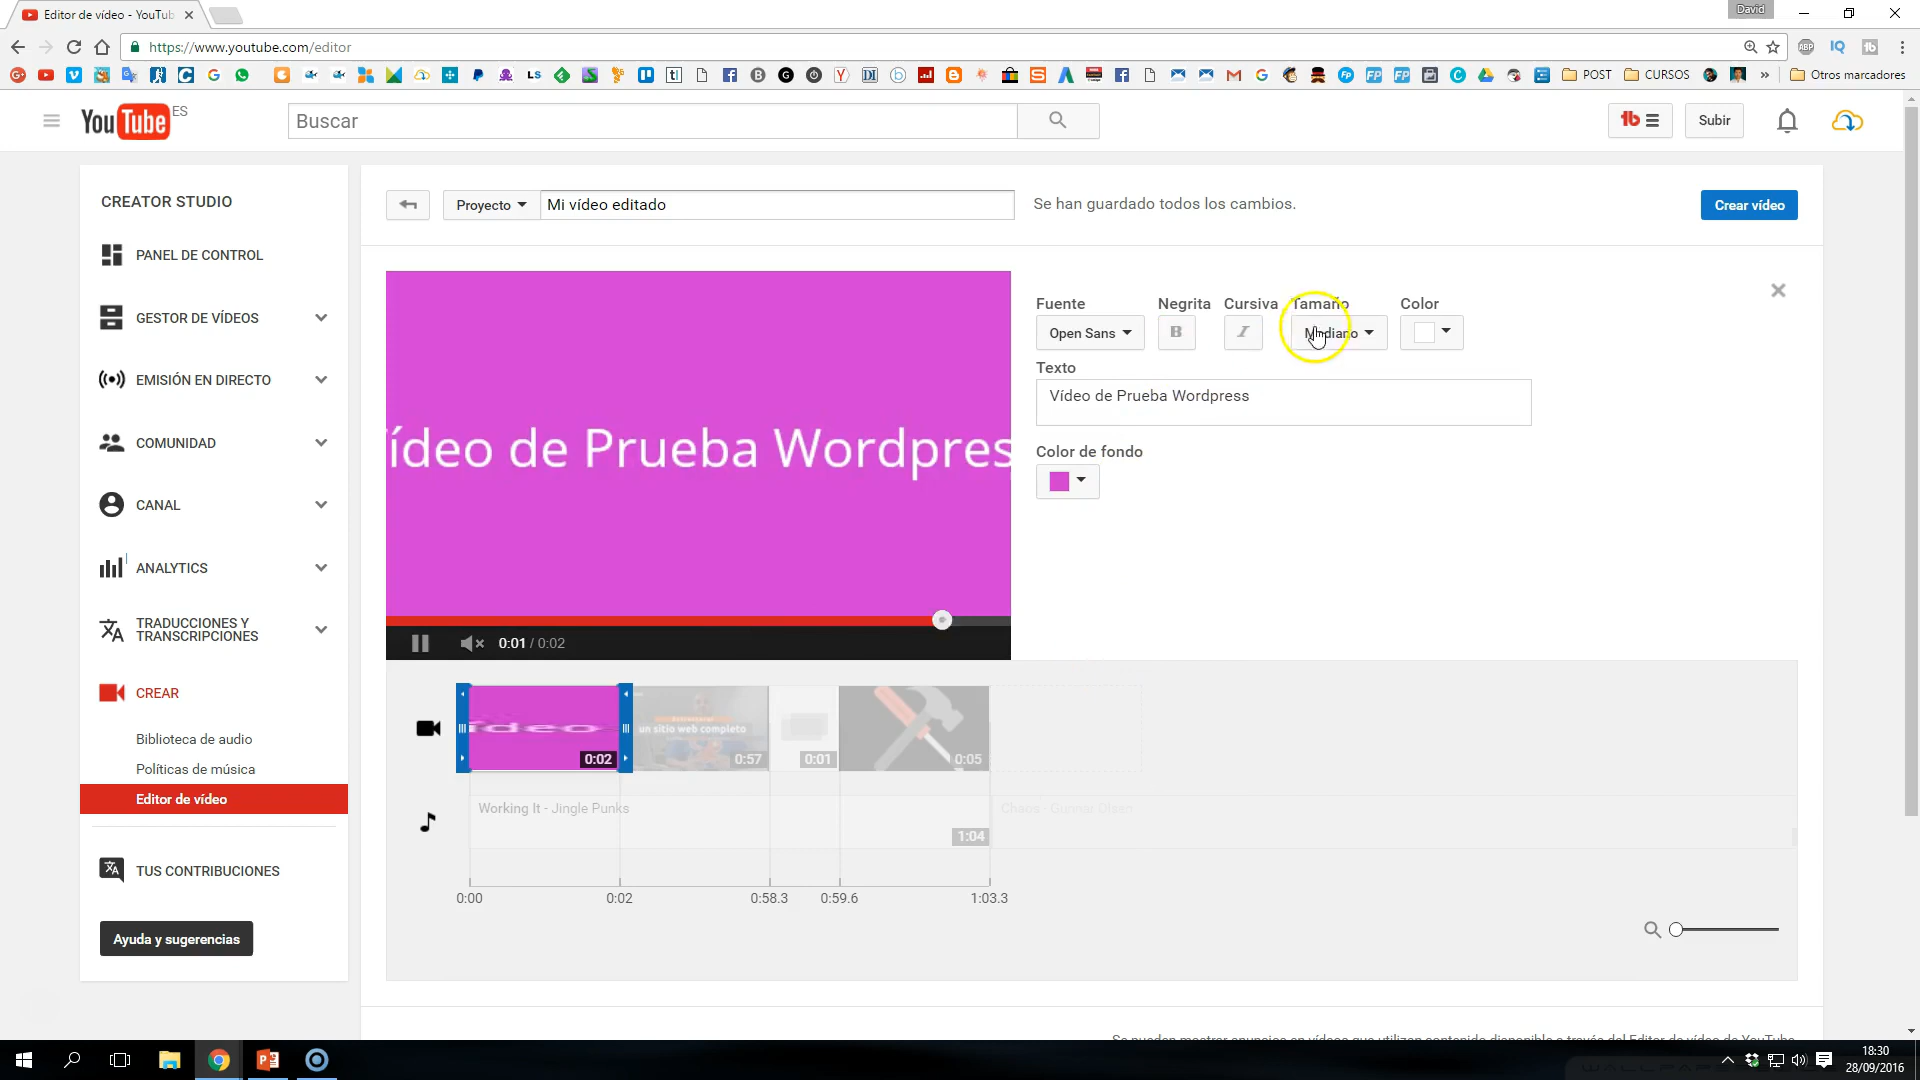 Editor de vídeo - YouTub
David
https://www.youtube.com/editor
POST
CURSOS
Otros marcadores
YouTube ES
Buscar
Subir
CREATOR STUDIO
PANEL DE CONTROL
GESTOR DE VÍDEOS
EMISIÓN EN DIRECTO
COMUNIDAD
CANAL
ANALYTICS
TRADUCCIONES Y
TRANSCRIPCIONES
CREAR
Biblioteca de audio
Políticas de música
Editor de vídeo
TUS CONTRIBUCIONES
Ayuda y sugerencias
Proyecto
Mi vídeo editado
Se han guardado todos los cambios.
Crear vídeo
ídeo de Prueba Wordpres
0:01 / 0:02
Fuente
Negrita
Cursiva
Tamaño
Color
Open Sans
B
I
Mediano
Texto
Vídeo de Prueba Wordpress
Color de fondo
ídeo
0:02
un sitio web completo
0:57
0:01
0:05
Working It - Jingle Punks
1:04
Chaos - Gunnar Olsen
0:00
0:02
0:58.3
0:59.6
1:03.3
18:30
28/09/2016